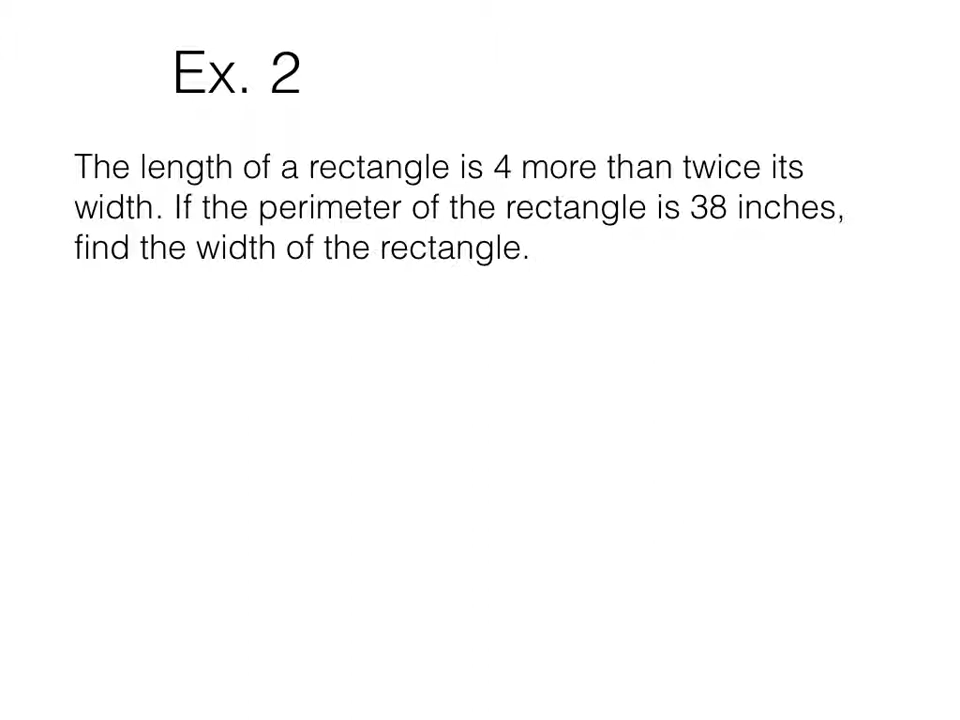 Ex. 2
The length of a rectangle is 4 more than twice its
width. If the perimeter of the rectangle is 38 inches,
find the width of the rectangle.